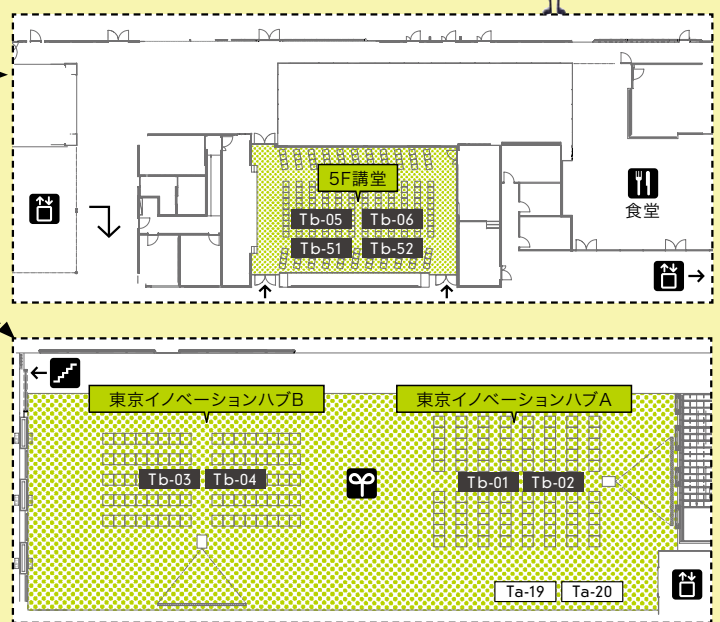 5F講堂
Tb-05 Tb-06
Tb-51 Tb-52
食堂
東京イノベーションハブB
東京イノベーションハブA
Tb-03 Tb-04
Tb-01 Tb-02
Ta-19 Ta-20